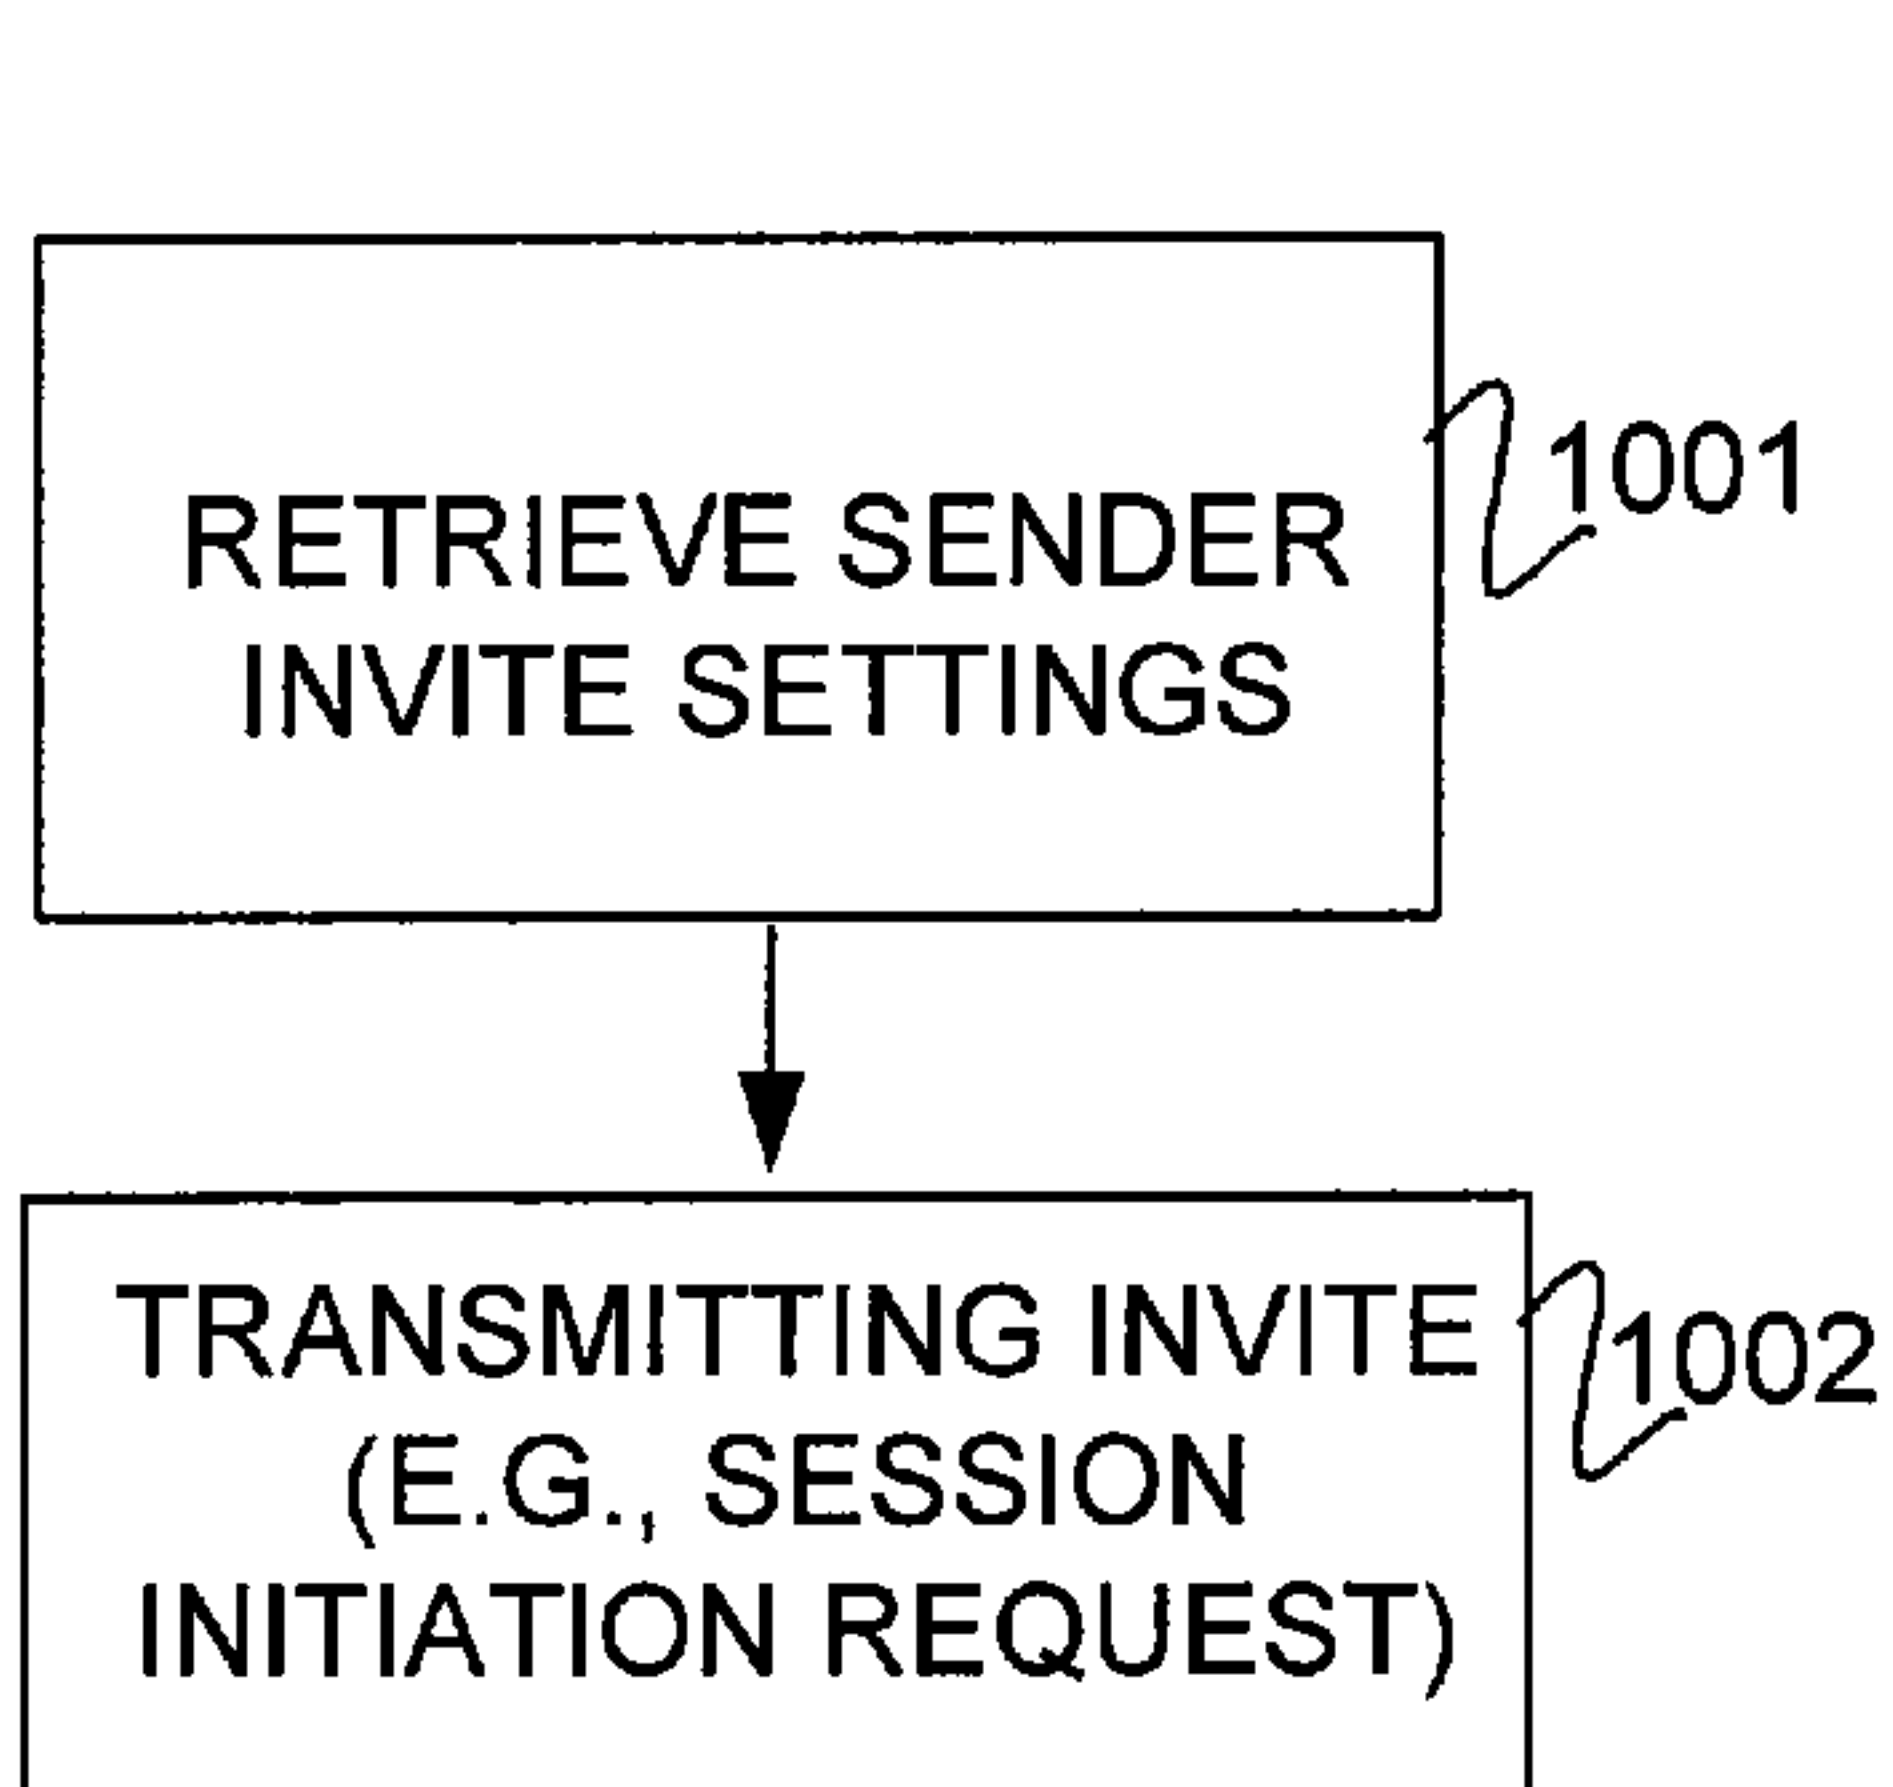 RETRIEVE SENDER
INVITE SETTINGS
1001
TRANSMITTING INVITE
(E.G., SESSION
INITIATION REQUEST)
1002